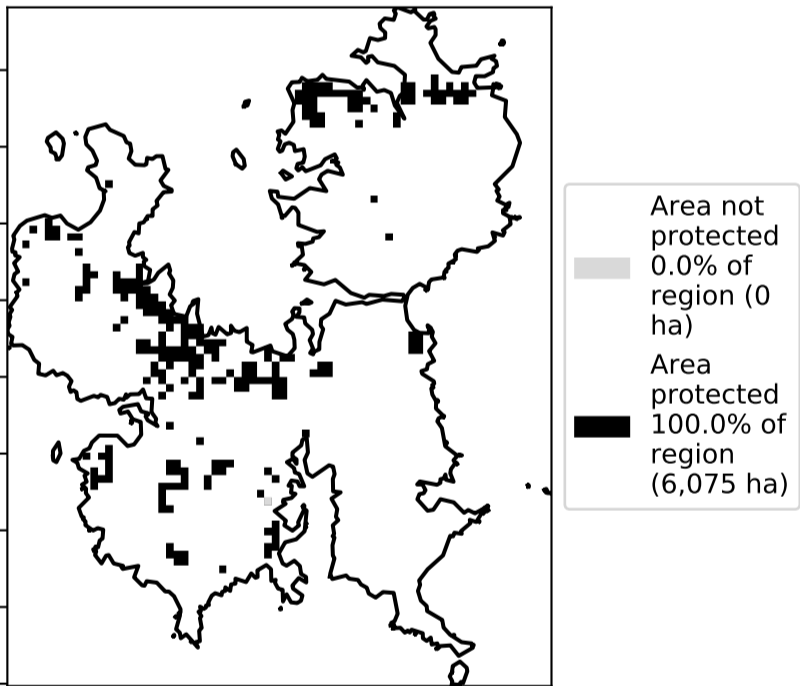 Area not
protected
0.0% of
region (0
ha)
Area
protected
100.0% of
region
(6,075 ha)